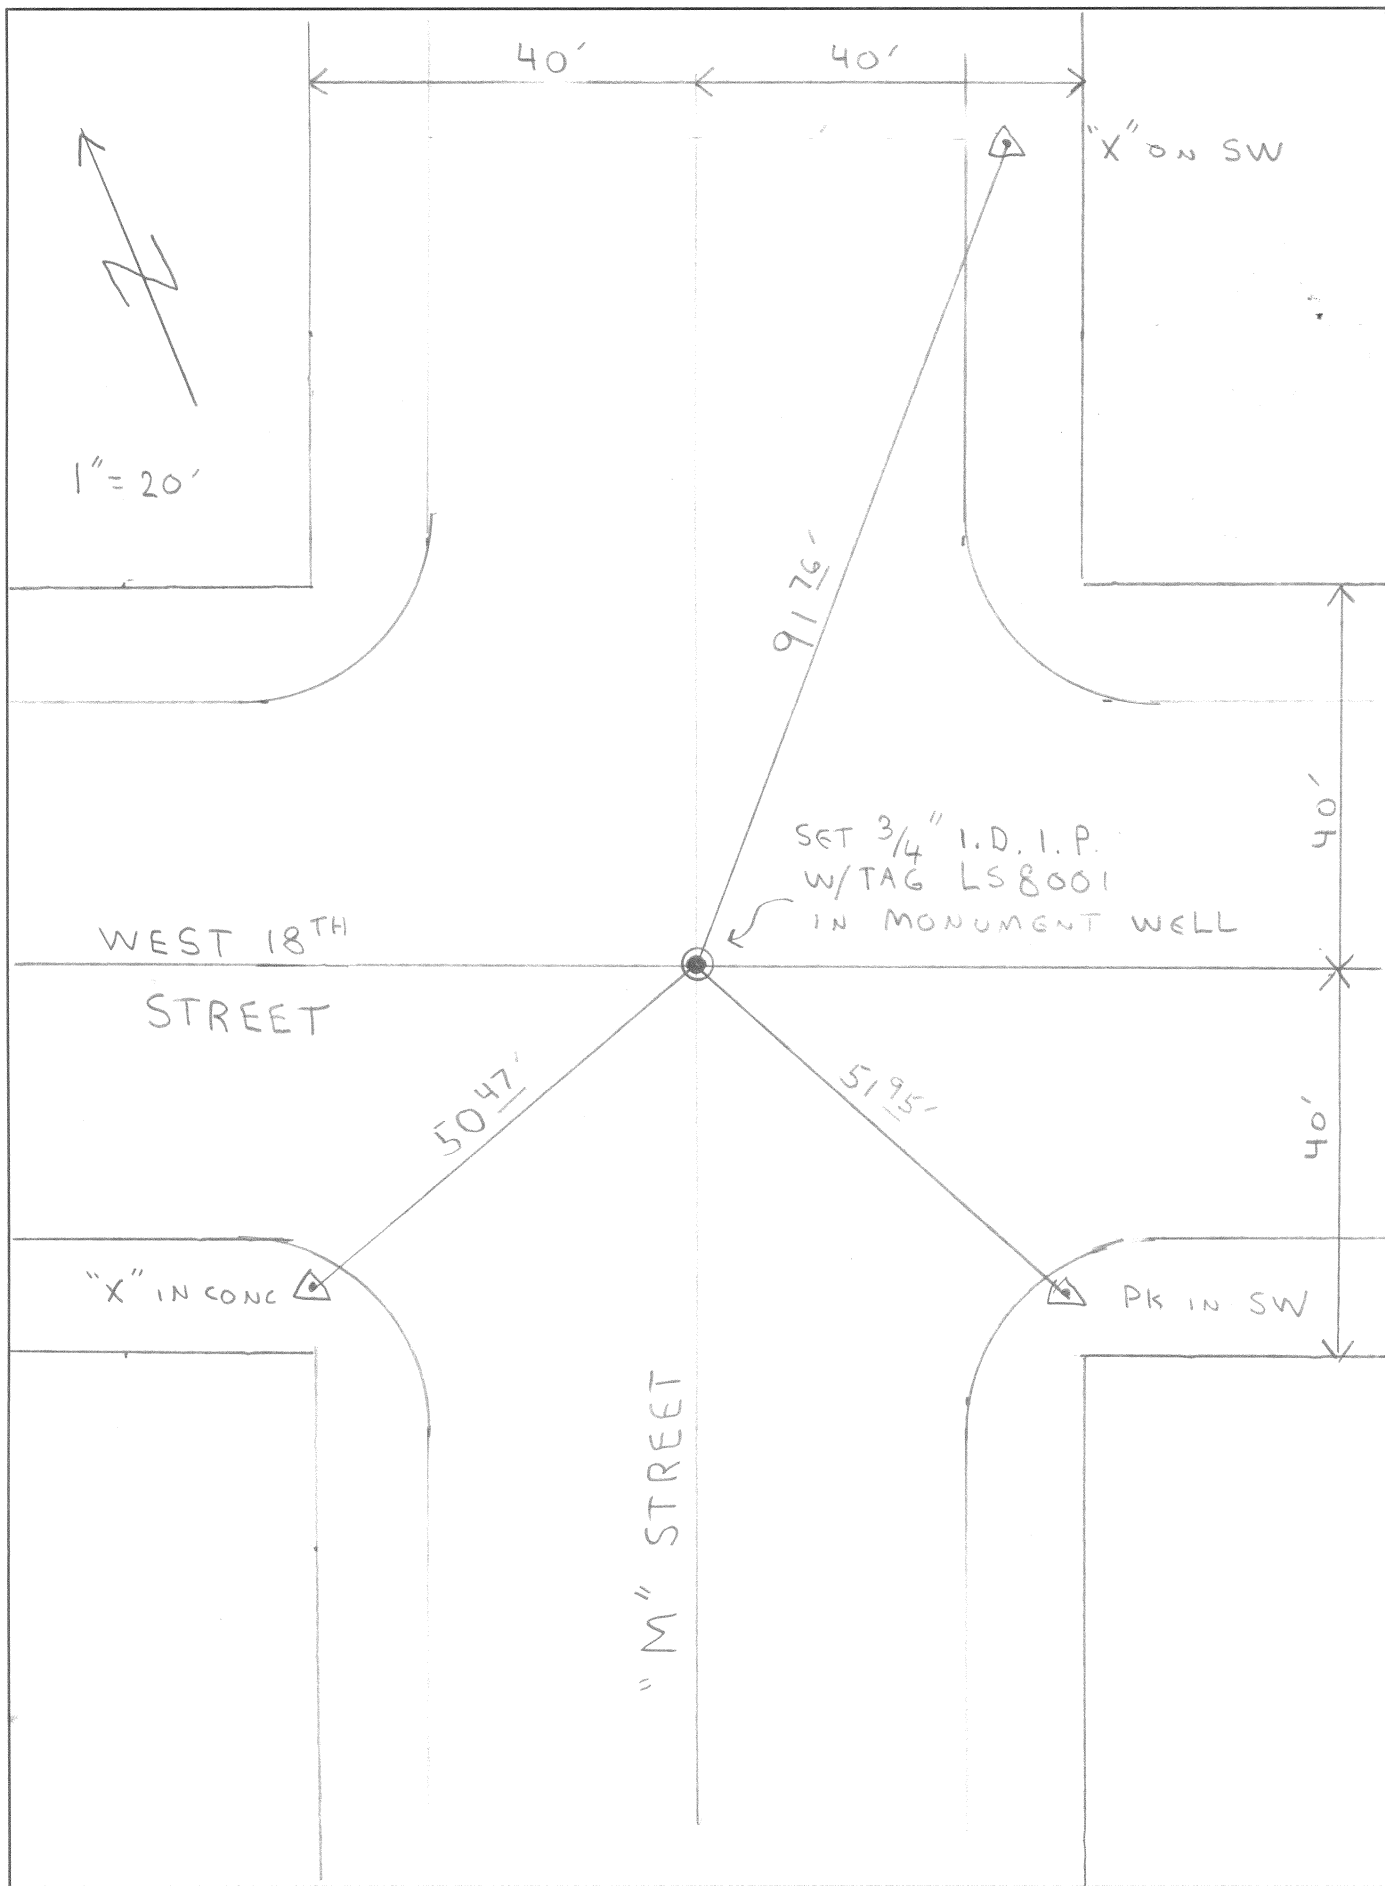 40' 40'
"X" ON SW
N
1"=20'
91 76'
SET 3/4" I.D. I.P.
W/TAG LS8001
IN MONUMENT WELL
40'
WEST 18TH
STREET
50 47'
51 95'
40'
"X" IN CONC
PK IN SW
"M" STREET